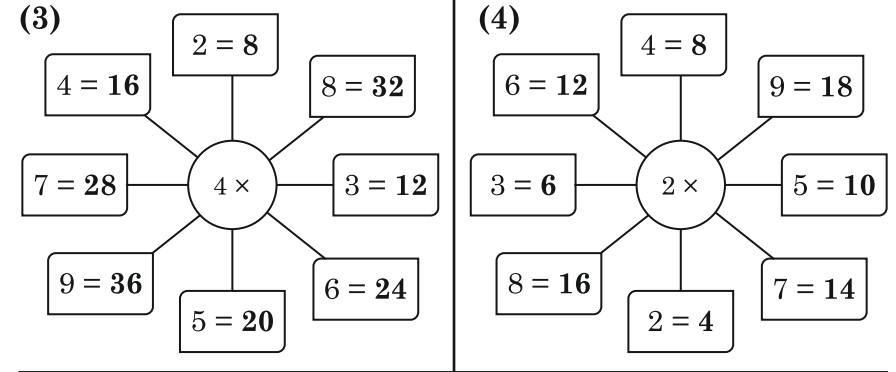 (3)
2 = 8
4 = 16
8 = 32
7 = 28
4 ×
3 = 12
9 = 36
6 = 24
5 = 20
(4)
4 = 8
6 = 12
9 = 18
3 = 6
2 ×
5 = 10
8 = 16
7 = 14
2 = 4